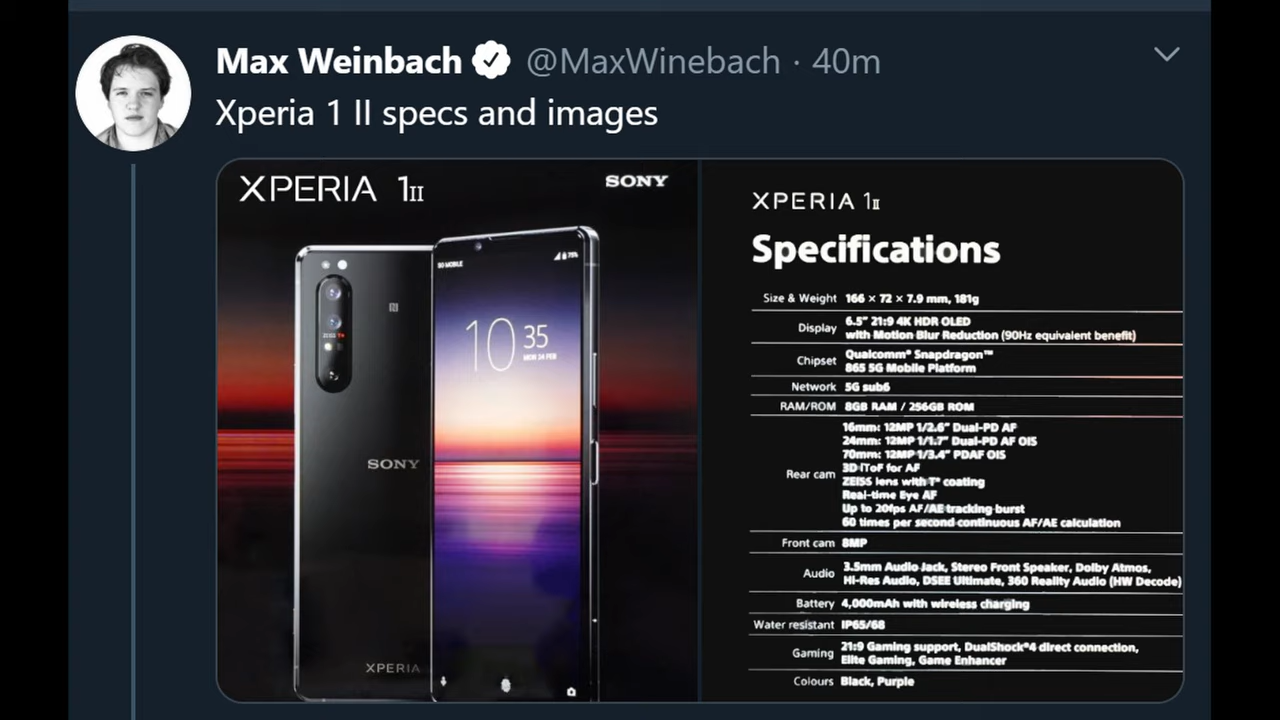 Max Weinbach @MaxWinebach · 40m
Xperia 1 II specs and images
XPERIA 1II
SONY
SO MOBILE
75%
10 35
MON 24 FEB
SONY
XPERIA
XPERIA 1II
Specifications
Size & Weight 166 × 72 × 7.9 mm, 181g
Display 6.5" 21:9 4K HDR OLED
with Motion Blur Reduction (90Hz equivalent benefit)
Chipset Qualcomm® Snapdragon™
865 5G Mobile Platform
Network 5G sub6
RAM/ROM 8GB RAM / 256GB ROM
Rear cam 16mm: 12MP 1/2.6" Dual-PD AF
24mm: 12MP 1/1.7" Dual-PD AF OIS
70mm: 12MP 1/3.4" PDAF OIS
3D iToF for AF
ZEISS lens with T* coating
Real-time Eye AF
Up to 20fps AF/AE tracking burst
60 times per second continuous AF/AE calculation
Front cam 8MP
Audio 3.5mm Audio Jack, Stereo Front Speaker, Dolby Atmos,
Hi-Res Audio, DSEE Ultimate, 360 Reality Audio (HW Decode)
Battery 4,000mAh with wireless charging
Water resistant IP65/68
Gaming 21:9 Gaming support, DualShock®4 direct connection,
Elite Gaming, Game Enhancer
Colours Black, Purple